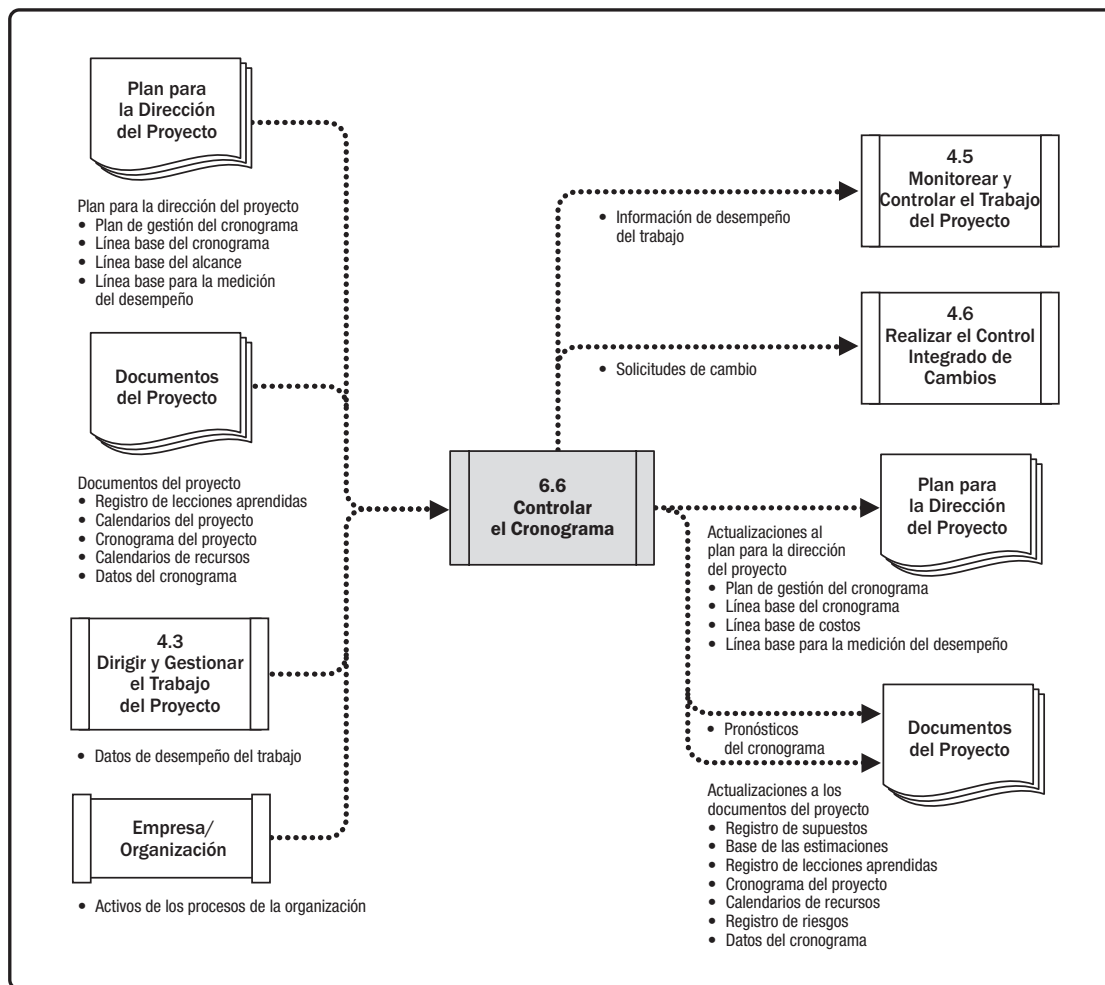 Plan para
la Dirección
del Proyecto
Plan para la dirección del proyecto
• Plan de gestión del cronograma
• Línea base del cronograma
• Línea base del alcance
• Línea base para la medición
del desempeño
Documentos
del Proyecto
Documentos del proyecto
• Registro de lecciones aprendidas
• Calendarios del proyecto
• Cronograma del proyecto
• Calendarios de recursos
• Datos del cronograma
4.3
Dirigir y Gestionar
el Trabajo
del Proyecto
• Datos de desempeño del trabajo
Empresa/
Organización
• Activos de los procesos de la organización
6.6
Controlar
el Cronograma
• Información de desempeño
del trabajo
4.5
Monitorear y
Controlar el Trabajo
del Proyecto
• Solicitudes de cambio
4.6
Realizar el Control
Integrado de
Cambios
Plan para
la Dirección
del Proyecto
Actualizaciones al
plan para la dirección
del proyecto
• Plan de gestión del cronograma
• Línea base del cronograma
• Línea base de costos
• Línea base para la medición del desempeño
• Pronósticos
del cronograma
Documentos
del Proyecto
Actualizaciones a los
documentos del proyecto
• Registro de supuestos
• Base de las estimaciones
• Registro de lecciones aprendidas
• Cronograma del proyecto
• Calendarios de recursos
• Registro de riesgos
• Datos del cronograma